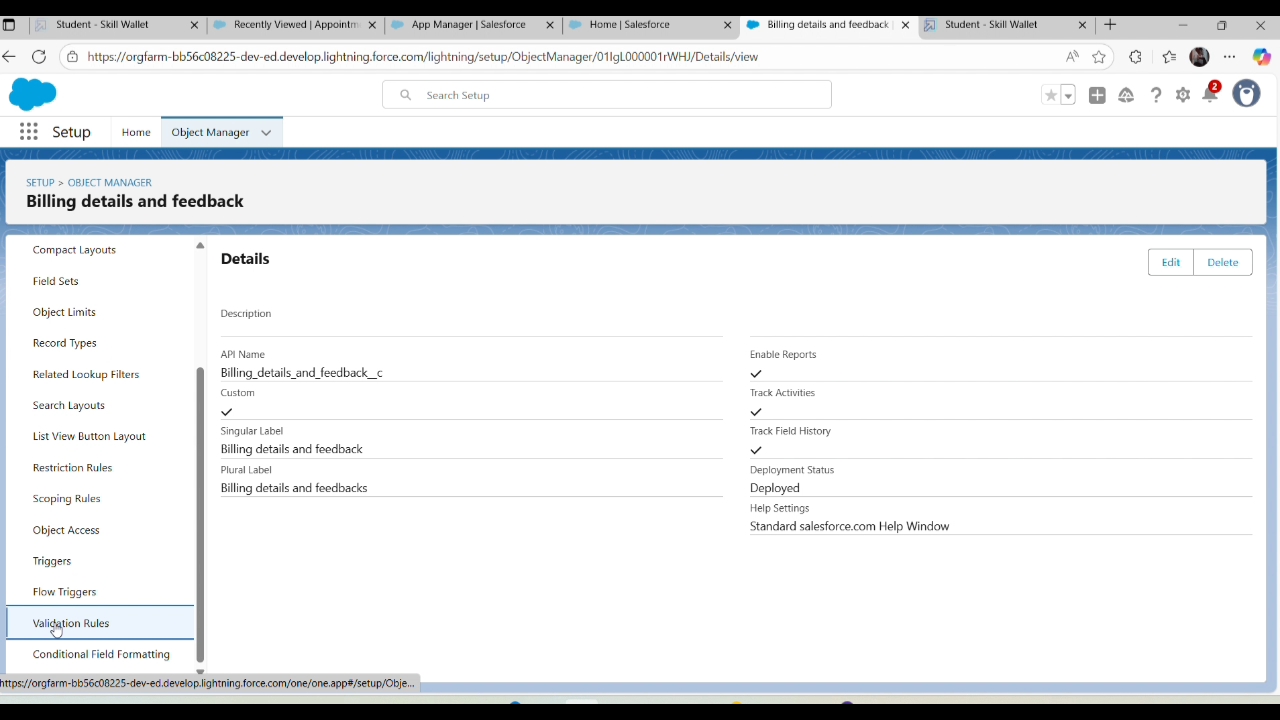 Student - Skill Wallet
Recently Viewed | Appointm
App Manager | Salesforce
Home | Salesforce
Billing details and feedback |
Student - Skill Wallet
https://orgfarm-bb56c08225-dev-ed.develop.lightning.force.com/lightning/setup/ObjectManager/01IgL000001rWHJ/Details/view
Search Setup
2
Setup
Home
Object Manager
SETUP > OBJECT MANAGER
Billing details and feedback
Compact Layouts
Field Sets
Object Limits
Record Types
Related Lookup Filters
Search Layouts
List View Button Layout
Restriction Rules
Scoping Rules
Object Access
Triggers
Flow Triggers
Validation Rules
Conditional Field Formatting
Details
Edit
Delete
Description
API Name
Billing_details_and_feedback__c
Custom
Singular Label
Billing details and feedback
Plural Label
Billing details and feedbacks
Enable Reports
Track Activities
Track Field History
Deployment Status
Deployed
Help Settings
Standard salesforce.com Help Window
https://orgfarm-bb56c08225-dev-ed.develop.lightning.force.com/one/one.app#/setup/Obje...